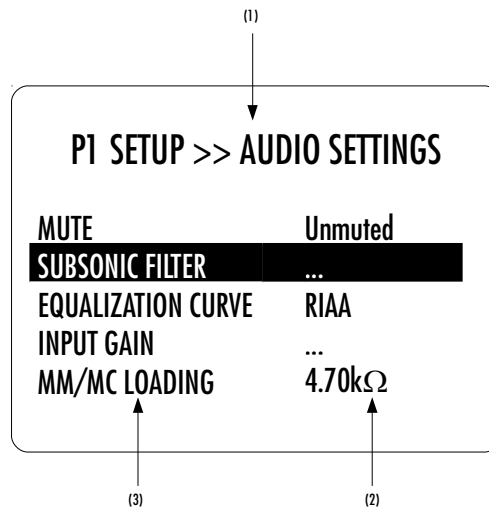 (1)
P1 SETUP >> AUDIO SETTINGS
MUTE Unmuted
SUBSONIC FILTER ...
EQUALIZATION CURVE RIAA
INPUT GAIN ...
MM/MC LOADING 4.70kΩ
(3) (2)